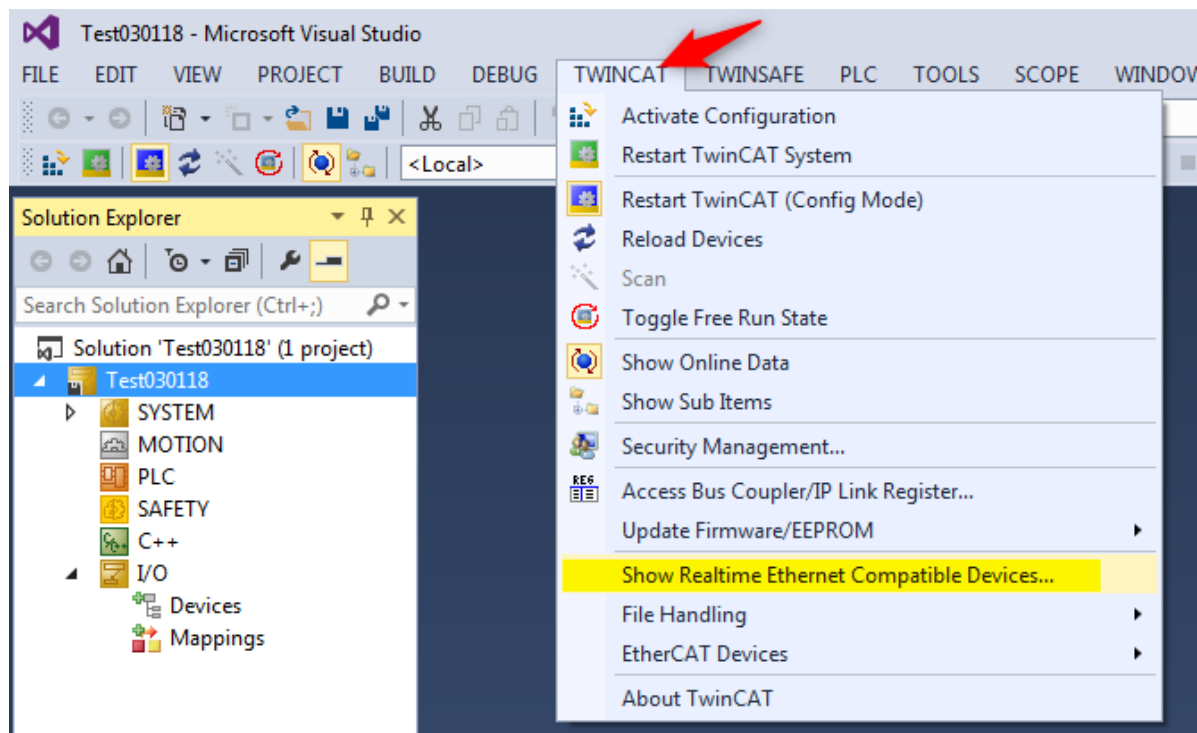 Test030118 - Microsoft Visual Studio
FILE EDIT VIEW PROJECT BUILD DEBUG TWINCAT TWINSAFE PLC TOOLS SCOPE WINDOW
<Local>
Solution Explorer
Search Solution Explorer (Ctrl+;)
Solution 'Test030118' (1 project)
Test030118
SYSTEM
MOTION
PLC
SAFETY
C++
I/O
Devices
Mappings
Activate Configuration
Restart TwinCAT System
Restart TwinCAT (Config Mode)
Reload Devices
Scan
Toggle Free Run State
Show Online Data
Show Sub Items
Security Management...
REG
Access Bus Coupler/IP Link Register...
Update Firmware/EEPROM
Show Realtime Ethernet Compatible Devices...
File Handling
EtherCAT Devices
About TwinCAT